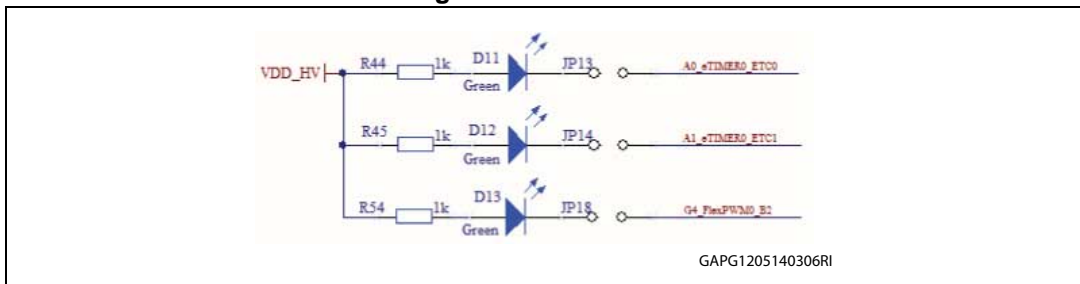 VDD_HV
R44 1k D11 Green JP13 A0_eTIMER0_ETC0
R45 1k D12 Green JP14 A1_eTIMER0_ETC1
R54 1k D13 Green JP18 G4_FlexPWM0_B2
GAPG1205140306RI